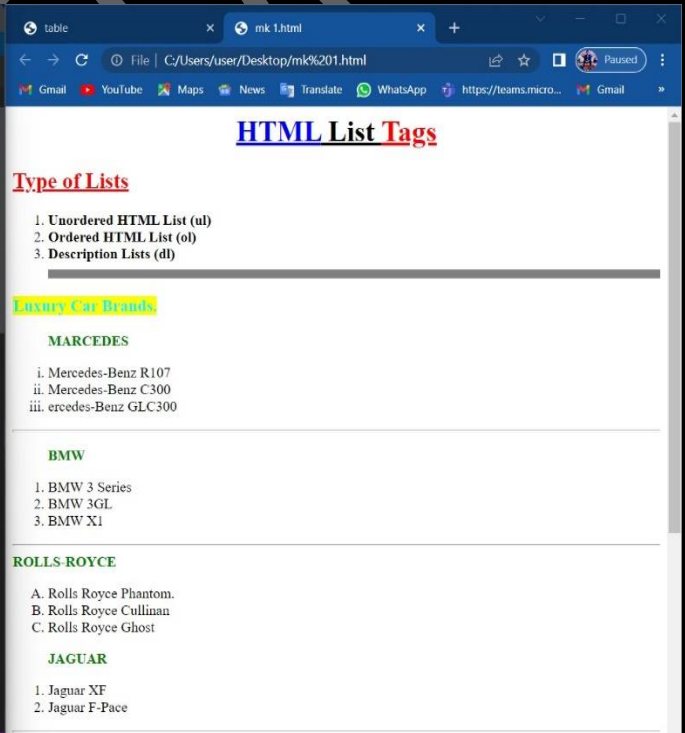 table
mk 1.html
File C:/Users/user/Desktop/mk%201.html
Paused
Gmail YouTube Maps News Translate WhatsApp https://teams.micro... Gmail »
HTML List Tags
Type of Lists
1. Unordered HTML List (ul)
2. Ordered HTML List (ol)
3. Description Lists (dl)
Luxury Car Brands.
MARCEDES
i. Mercedes-Benz R107
ii. Mercedes-Benz C300
iii. ercedes-Benz GLC300
BMW
1. BMW 3 Series
2. BMW 3GL
3. BMW X1
ROLLS-ROYCE
A. Rolls Royce Phantom.
B. Rolls Royce Cullinan
C. Rolls Royce Ghost
JAGUAR
1. Jaguar XF
2. Jaguar F-Pace